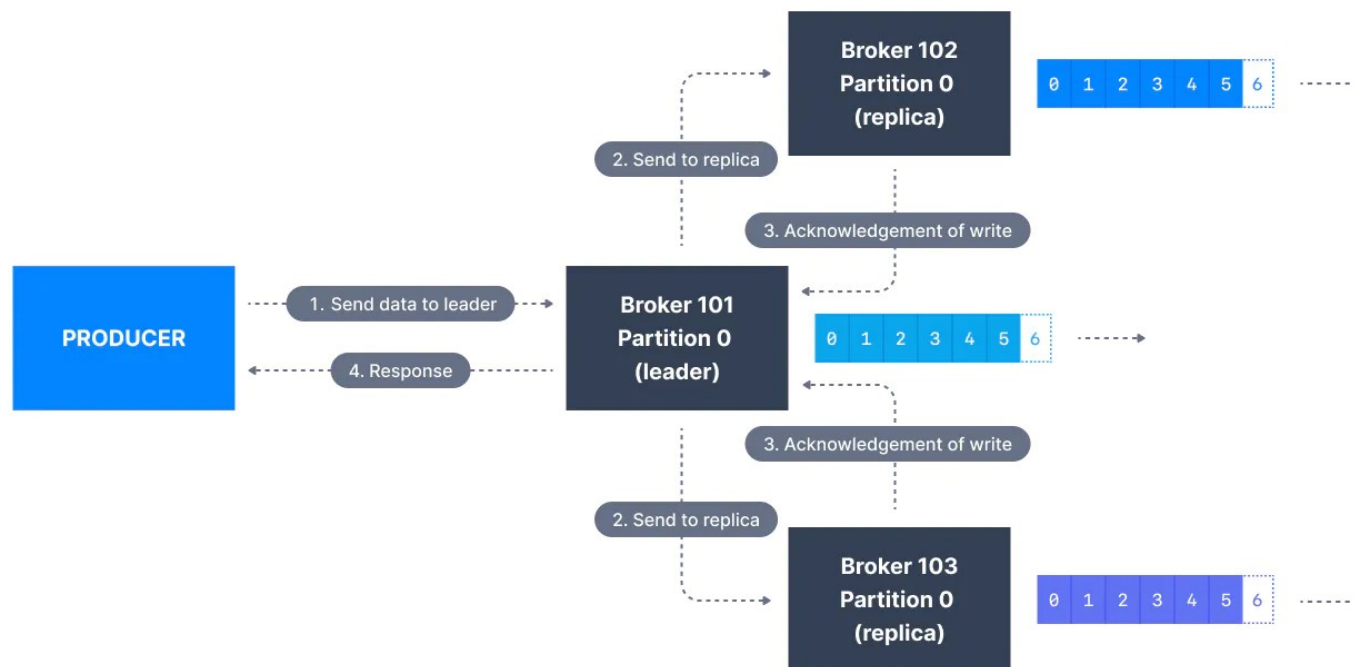 Broker 102
Partition 0
(replica)
0 1 2 3 4 5 6
2. Send to replica
3. Acknowledgement of write
PRODUCER
1. Send data to leader
4. Response
Broker 101
Partition 0
(leader)
0 1 2 3 4 5 6
3. Acknowledgement of write
2. Send to replica
Broker 103
Partition 0
(replica)
0 1 2 3 4 5 6